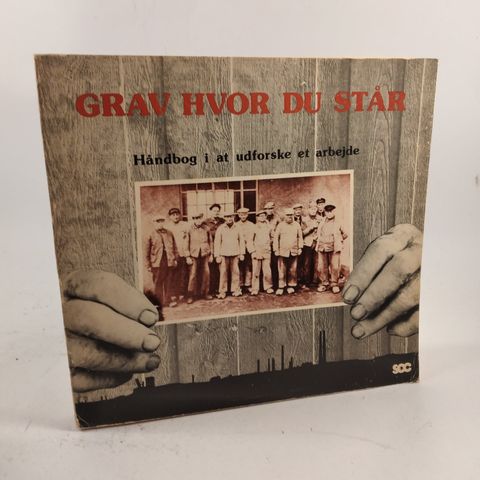 GRAV HVOR DU STÅR
Håndbog i at udforske et arbejde
SOC